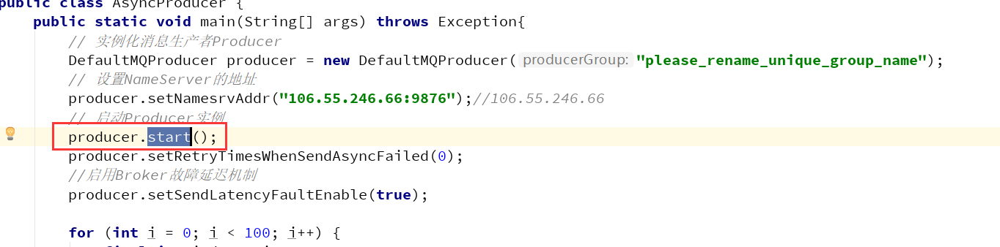 public class AsyncProducer {
public static void main(String[] args) throws Exception{
// 实例化消息生产者Producer
DefaultMQProducer producer = new DefaultMQProducer( producerGroup: "please_rename_unique_group_name");
// 设置NameServer的地址
producer.setNamesrvAddr("106.55.246.66:9876");//106.55.246.66
// 启动Producer实例
producer.start();
producer.setRetryTimesWhenSendAsyncFailed(0);
//启用Broker故障延迟机制
producer.setSendLatencyFaultEnable(true);
for (int i = 0; i < 100; i++) {